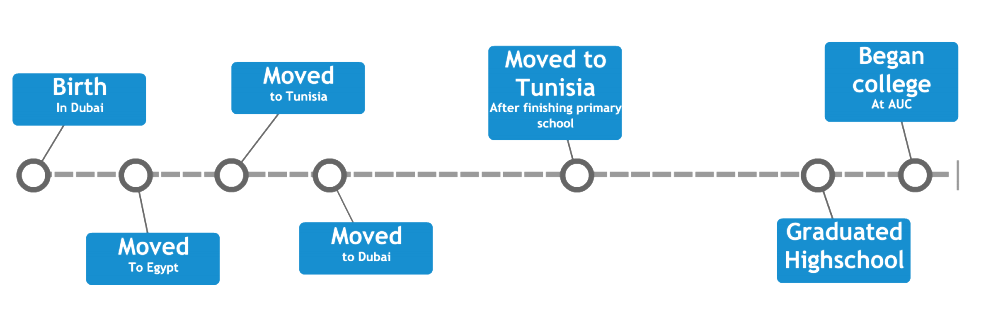 Birth
In Dubai
Moved
To Egypt
Moved
to Tunisia
Moved
to Dubai
Moved to
Tunisia
After finishing primary
school
Graduated
Highschool
Began
college
At AUC